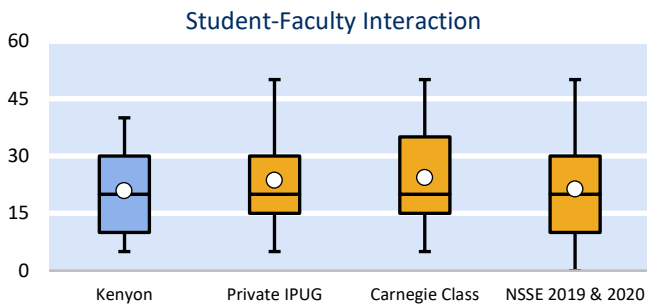 Student-Faculty Interaction
60
45
30
15
0
Kenyon Private IPUG Carnegie Class NSSE 2019 & 2020